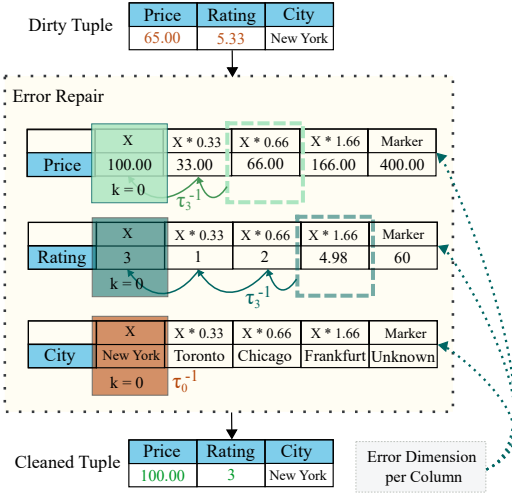 Dirty Tuple
Price Rating City
65.00 5.33 New York
Error Repair
X X * 0.33 X * 0.66 X * 1.66 Marker
Price 100.00 33.00 66.00 166.00 400.00
k = 0
τ₃⁻¹
X X * 0.33 X * 0.66 X * 1.66 Marker
Rating 3 1 2 4.98 60
k = 0
τ₃⁻¹
X X * 0.33 X * 0.66 X * 1.66 Marker
City New York Toronto Chicago Frankfurt Unknown
k = 0 τ₀⁻¹
Cleaned Tuple
Price Rating City
100.00 3 New York
Error Dimension
per Column